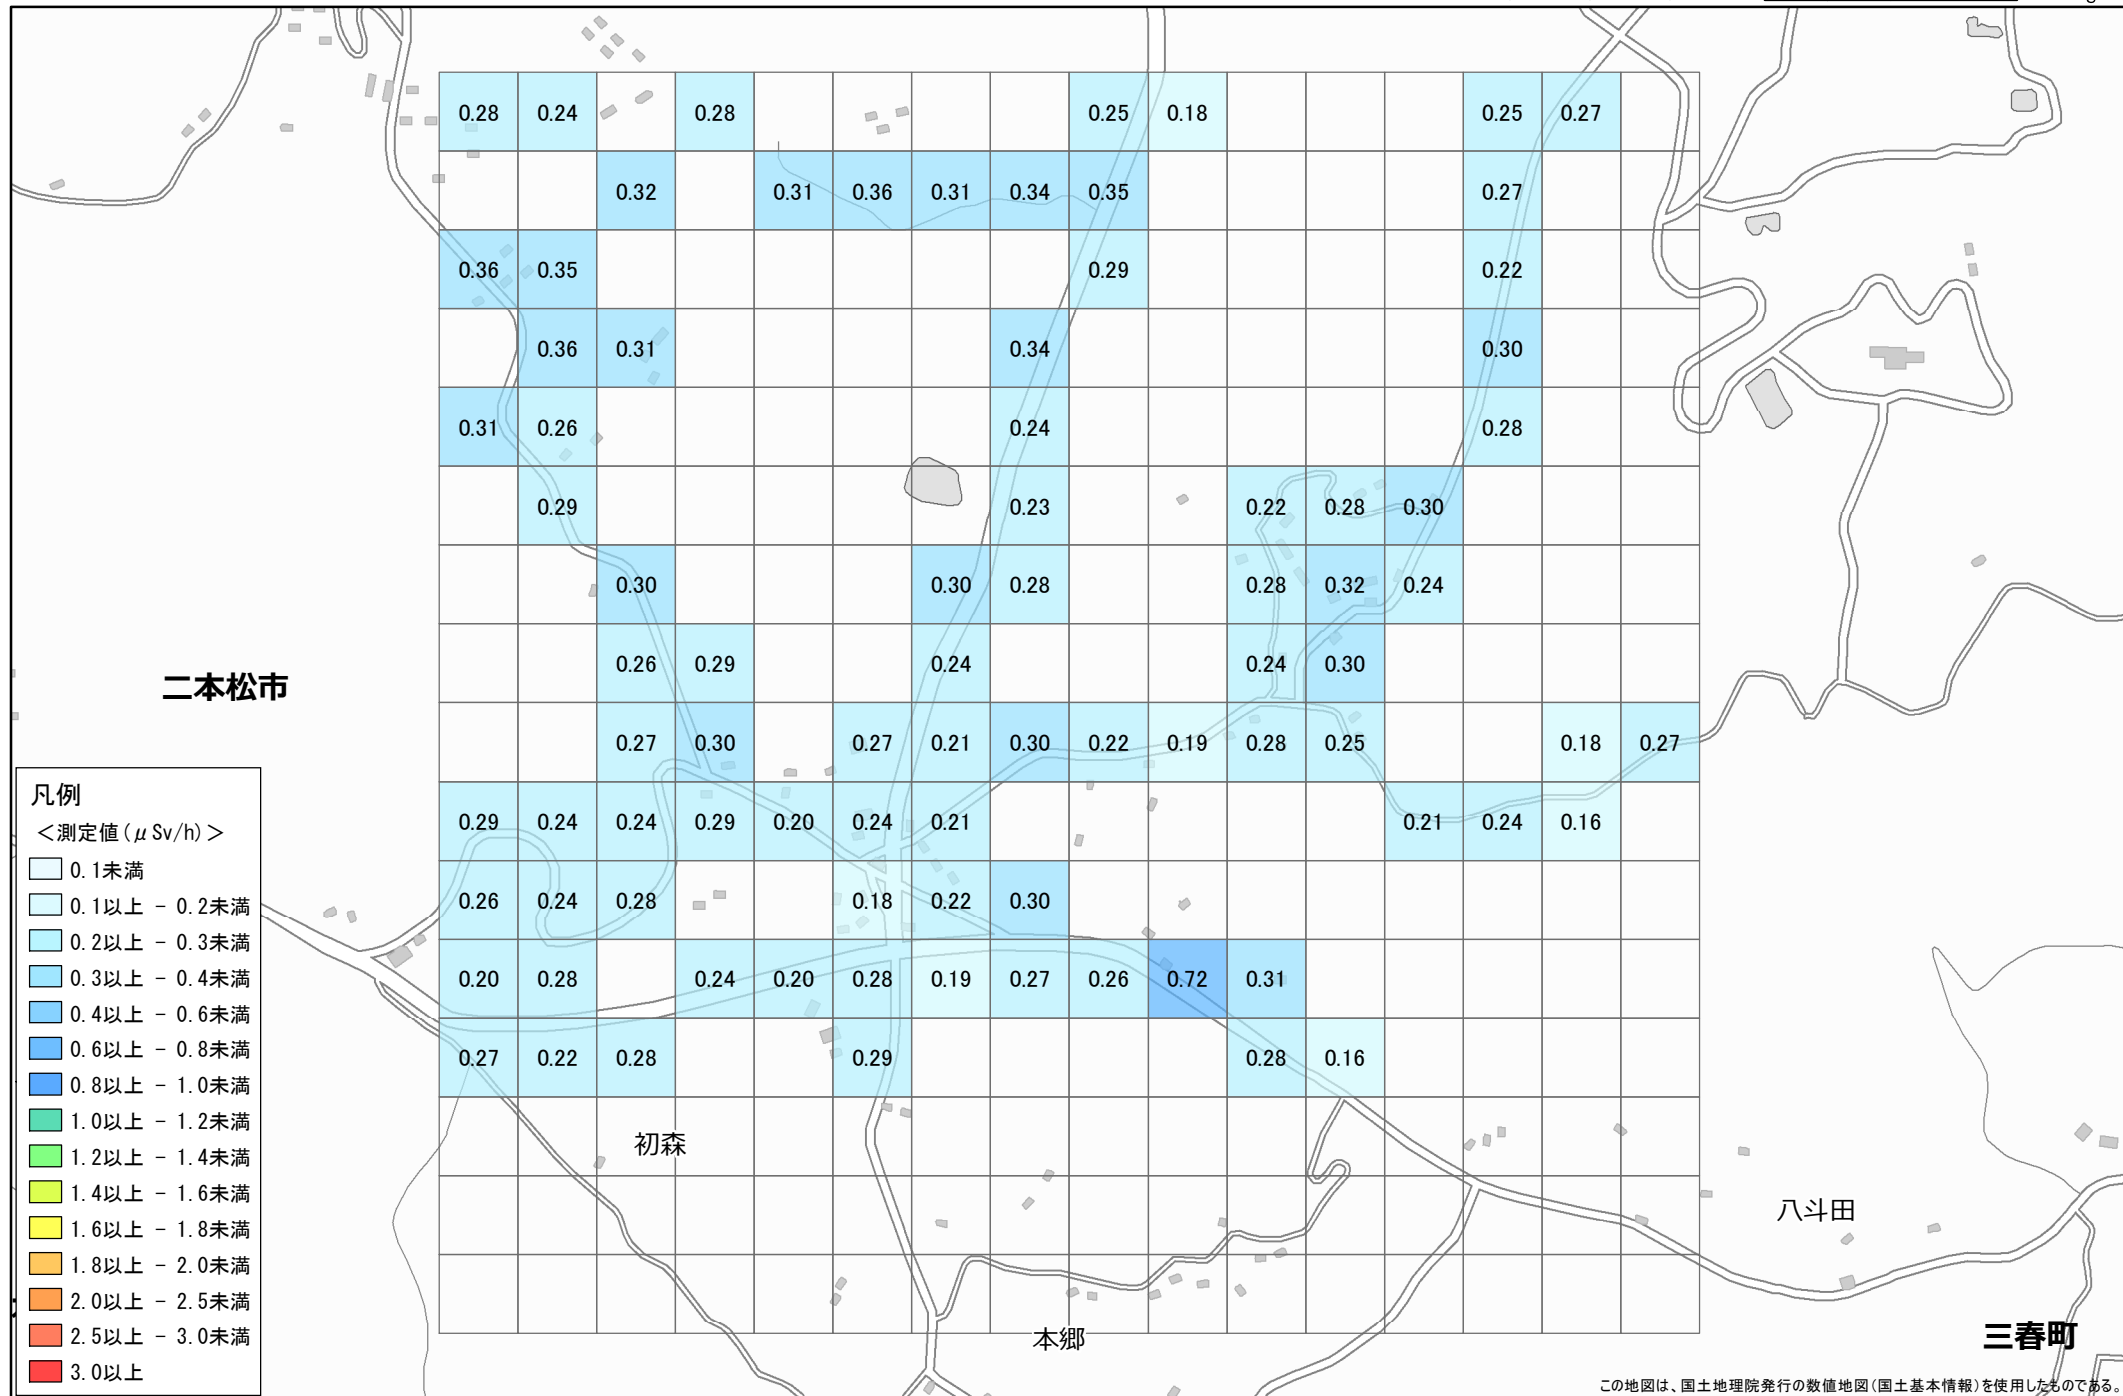 0.28 0.24 0.28 0.25 0.18 0.25 0.27
0.32 0.31 0.36 0.31 0.34 0.35 0.27
0.36 0.35 0.29 0.22
0.36 0.31 0.34 0.30
0.31 0.26 0.24 0.28
0.29 0.23 0.22 0.28 0.30
0.30 0.30 0.28 0.28 0.32 0.24
0.26 0.29 0.24 0.24 0.30
二本松市
0.27 0.30 0.27 0.21 0.30 0.22 0.19 0.28 0.25 0.18 0.27
0.29 0.24 0.24 0.29 0.20 0.24 0.21 0.21 0.24 0.16
0.26 0.24 0.28 0.18 0.22 0.30
0.20 0.28 0.24 0.20 0.28 0.19 0.27 0.26 0.72 0.31
0.27 0.22 0.28 0.29 0.28 0.16
凡例
＜測定値(μSv/h)＞
0.1未満
0.1以上 － 0.2未満
0.2以上 － 0.3未満
0.3以上 － 0.4未満
0.4以上 － 0.6未満
0.6以上 － 0.8未満
0.8以上 － 1.0未満
1.0以上 － 1.2未満
1.2以上 － 1.4未満
1.4以上 － 1.6未満
1.6以上 － 1.8未満
1.8以上 － 2.0未満
2.0以上 － 2.5未満
2.5以上 － 3.0未満
3.0以上
初森
八斗田
本郷
三春町
この地図は、国土地理院発行の数値地図(国土基本情報)を使用したものである。